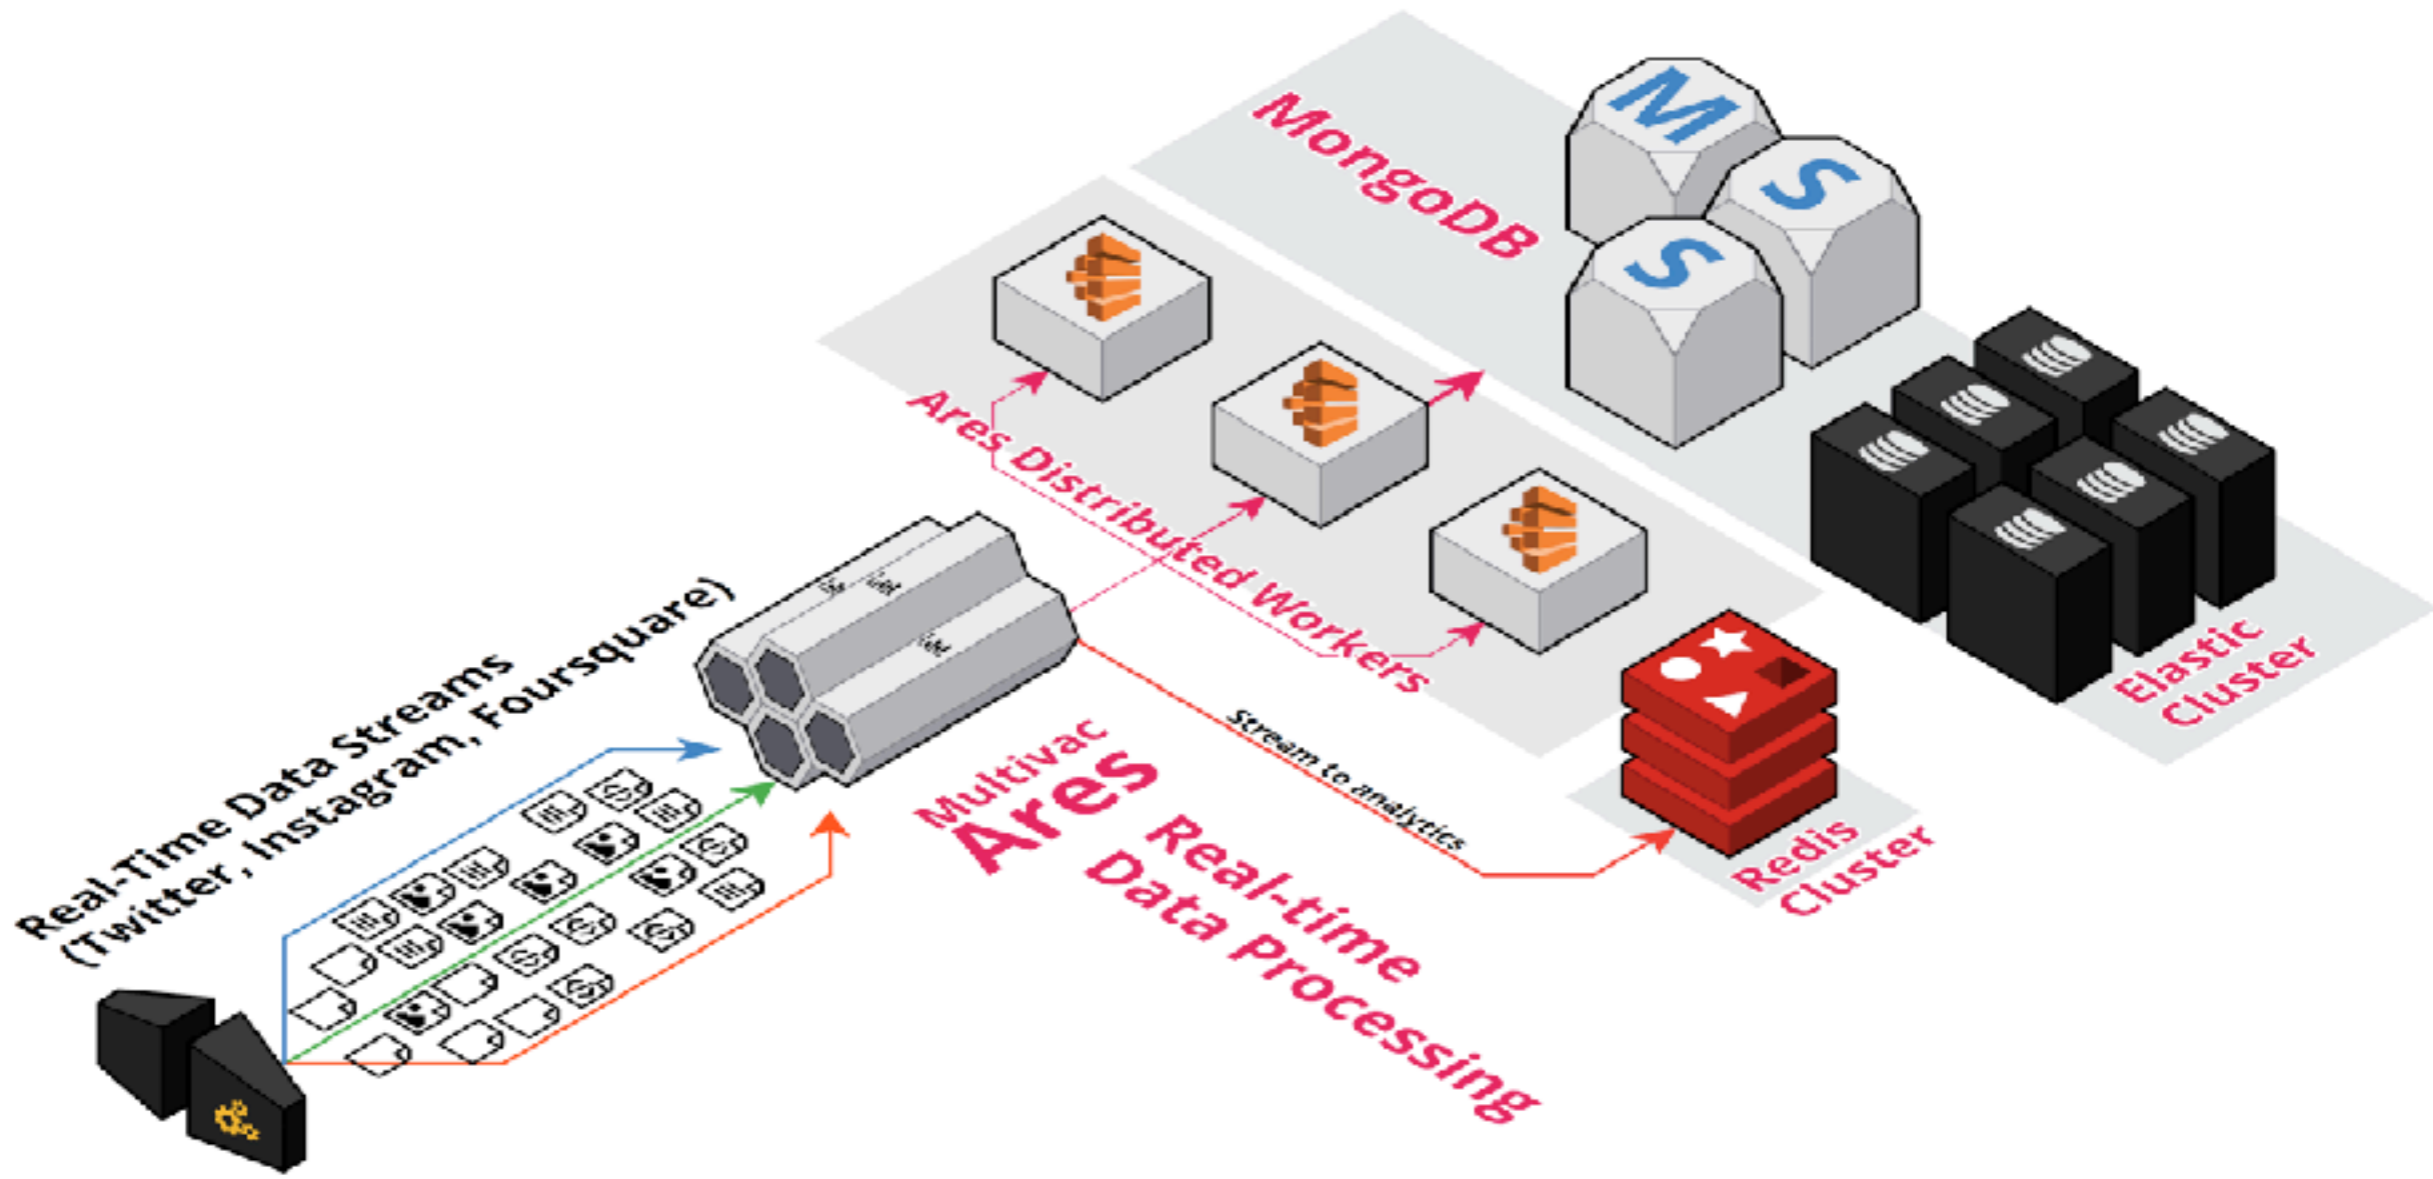 MongoDB
M
S
S
Ares Distributed Workers
Elastic
Cluster
Real-Time Data Streams
(Twitter, Instagram, Foursquare)
Multivac
Ares
Real-time
Data Processing
Stream to analytics
Redis
Cluster